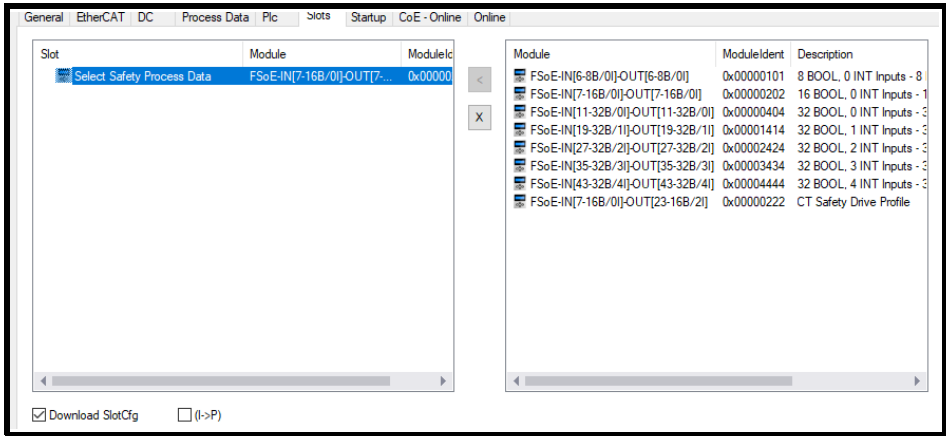 General EtherCAT DC Process Data Plc Slots Startup CoE - Online Online
Slot Module ModuleId
Select Safety Process Data FSoE-IN[7-16B/0I]-OUT[7-... 0x00000
<
X
Module ModuleIdent Description
FSoE-IN[6-8B/0I]-OUT[6-8B/0I] 0x00000101 8 BOOL, 0 INT Inputs - 8
FSoE-IN[7-16B/0I]-OUT[7-16B/0I] 0x00000202 16 BOOL, 0 INT Inputs - 1
FSoE-IN[11-32B/0I]-OUT[11-32B/0I] 0x00000404 32 BOOL, 0 INT Inputs - 3
FSoE-IN[19-32B/1I]-OUT[19-32B/1I] 0x00001414 32 BOOL, 1 INT Inputs - 3
FSoE-IN[27-32B/2I]-OUT[27-32B/2I] 0x00002424 32 BOOL, 2 INT Inputs - 3
FSoE-IN[35-32B/3I]-OUT[35-32B/3I] 0x00003434 32 BOOL, 3 INT Inputs - 3
FSoE-IN[43-32B/4I]-OUT[43-32B/4I] 0x00004444 32 BOOL, 4 INT Inputs - 3
FSoE-IN[7-16B/0I]-OUT[23-16B/2I] 0x00000222 CT Safety Drive Profile
Download SlotCfg (I->P)